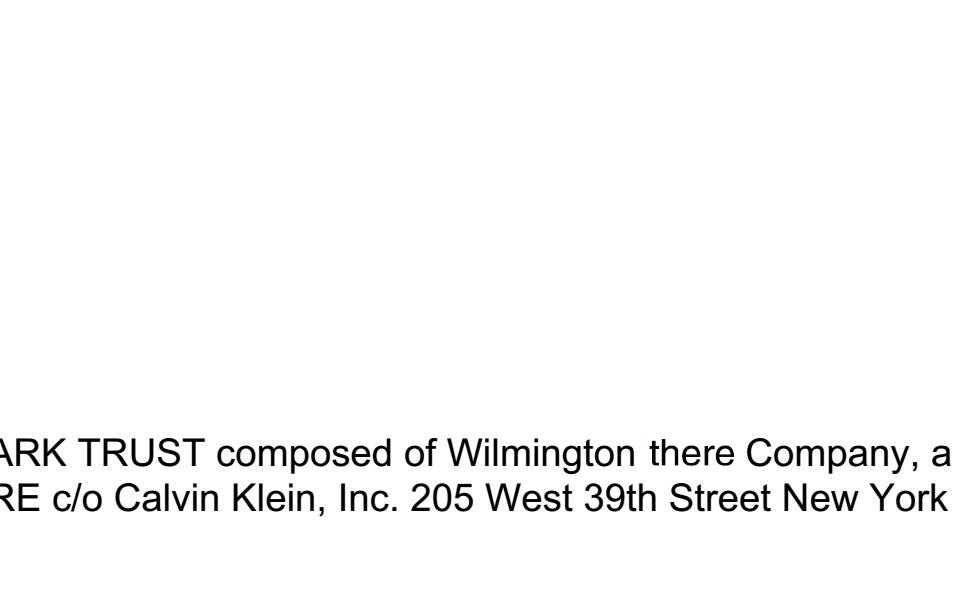 ARK TRUST composed of Wilmington there Company, a
RE c/o Calvin Klein, Inc. 205 West 39th Street New York